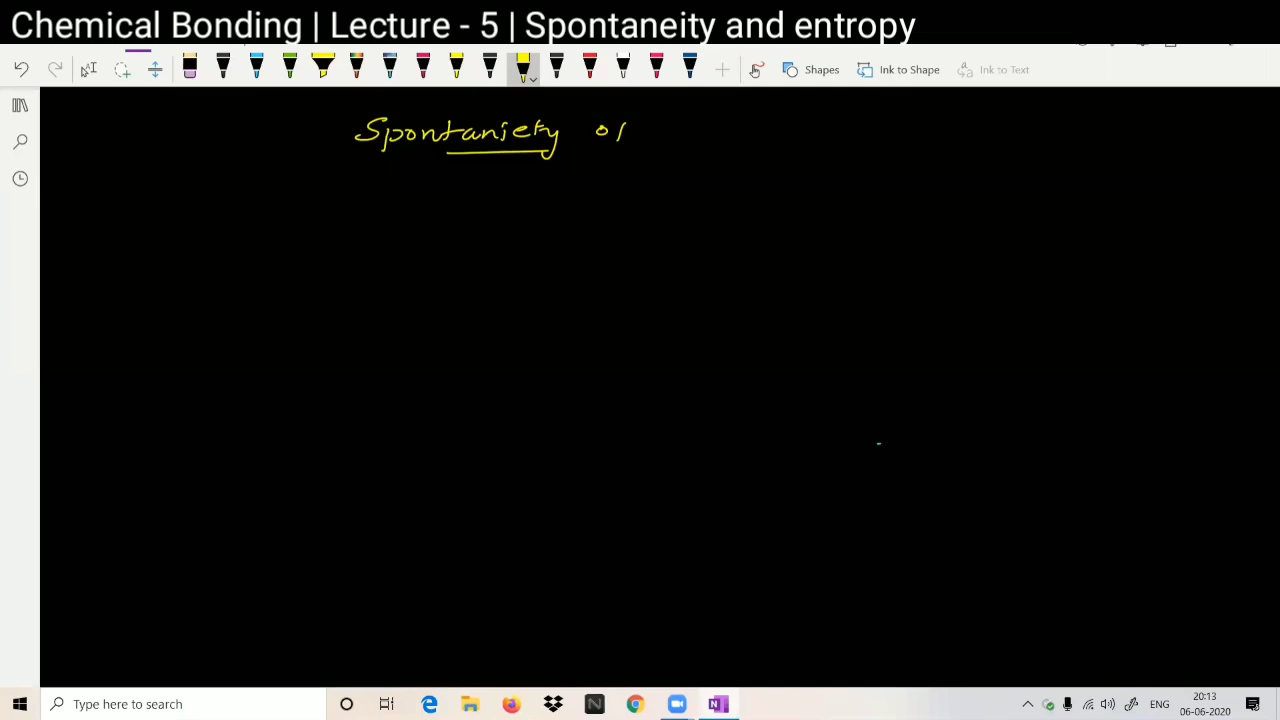 Chemical Bonding | Lecture - 5 | Spontaneity and entropy
Shapes
Ink to Shape
Ink to Text
Spontaniety of
Type here to search
ENG
20:13
06-06-2020